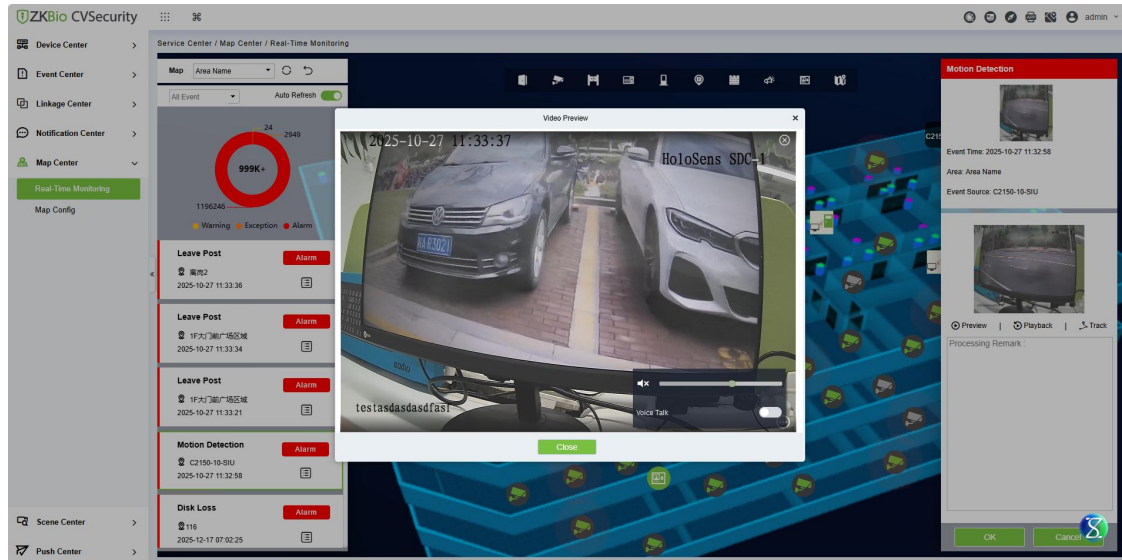 ZKBio CVSecurity
admin
Device Center
Event Center
Linkage Center
Notification Center
Map Center
Real-Time Monitoring
Map Config
Scene Center
Push Center
Service Center / Map Center / Real-Time Monitoring
Map
Area Name
All Event
Auto Refresh
24
2949
999K+
1196246
Warning
Exception
Alarm
Leave Post
Alarm
离岗2
2025-10-27 11:33:36
Leave Post
Alarm
1F大门前广场区域
2025-10-27 11:33:34
Leave Post
Alarm
1F大门前广场区域
2025-10-27 11:33:21
Motion Detection
Alarm
C2150-10-SIU
2025-10-27 11:32:58
Disk Loss
Alarm
116
2025-12-17 07:02:25
Video Preview
2025-10-27 11:33:37
HoloSens SDC-1
testasdasdasdfasf
Voice Talk
Close
C215
Motion Detection
Event Time: 2025-10-27 11:32:58
Area: Area Name
Event Source: C2150-10-SIU
Preview | Playback | Track
Processing Remark :
OK
Cancel